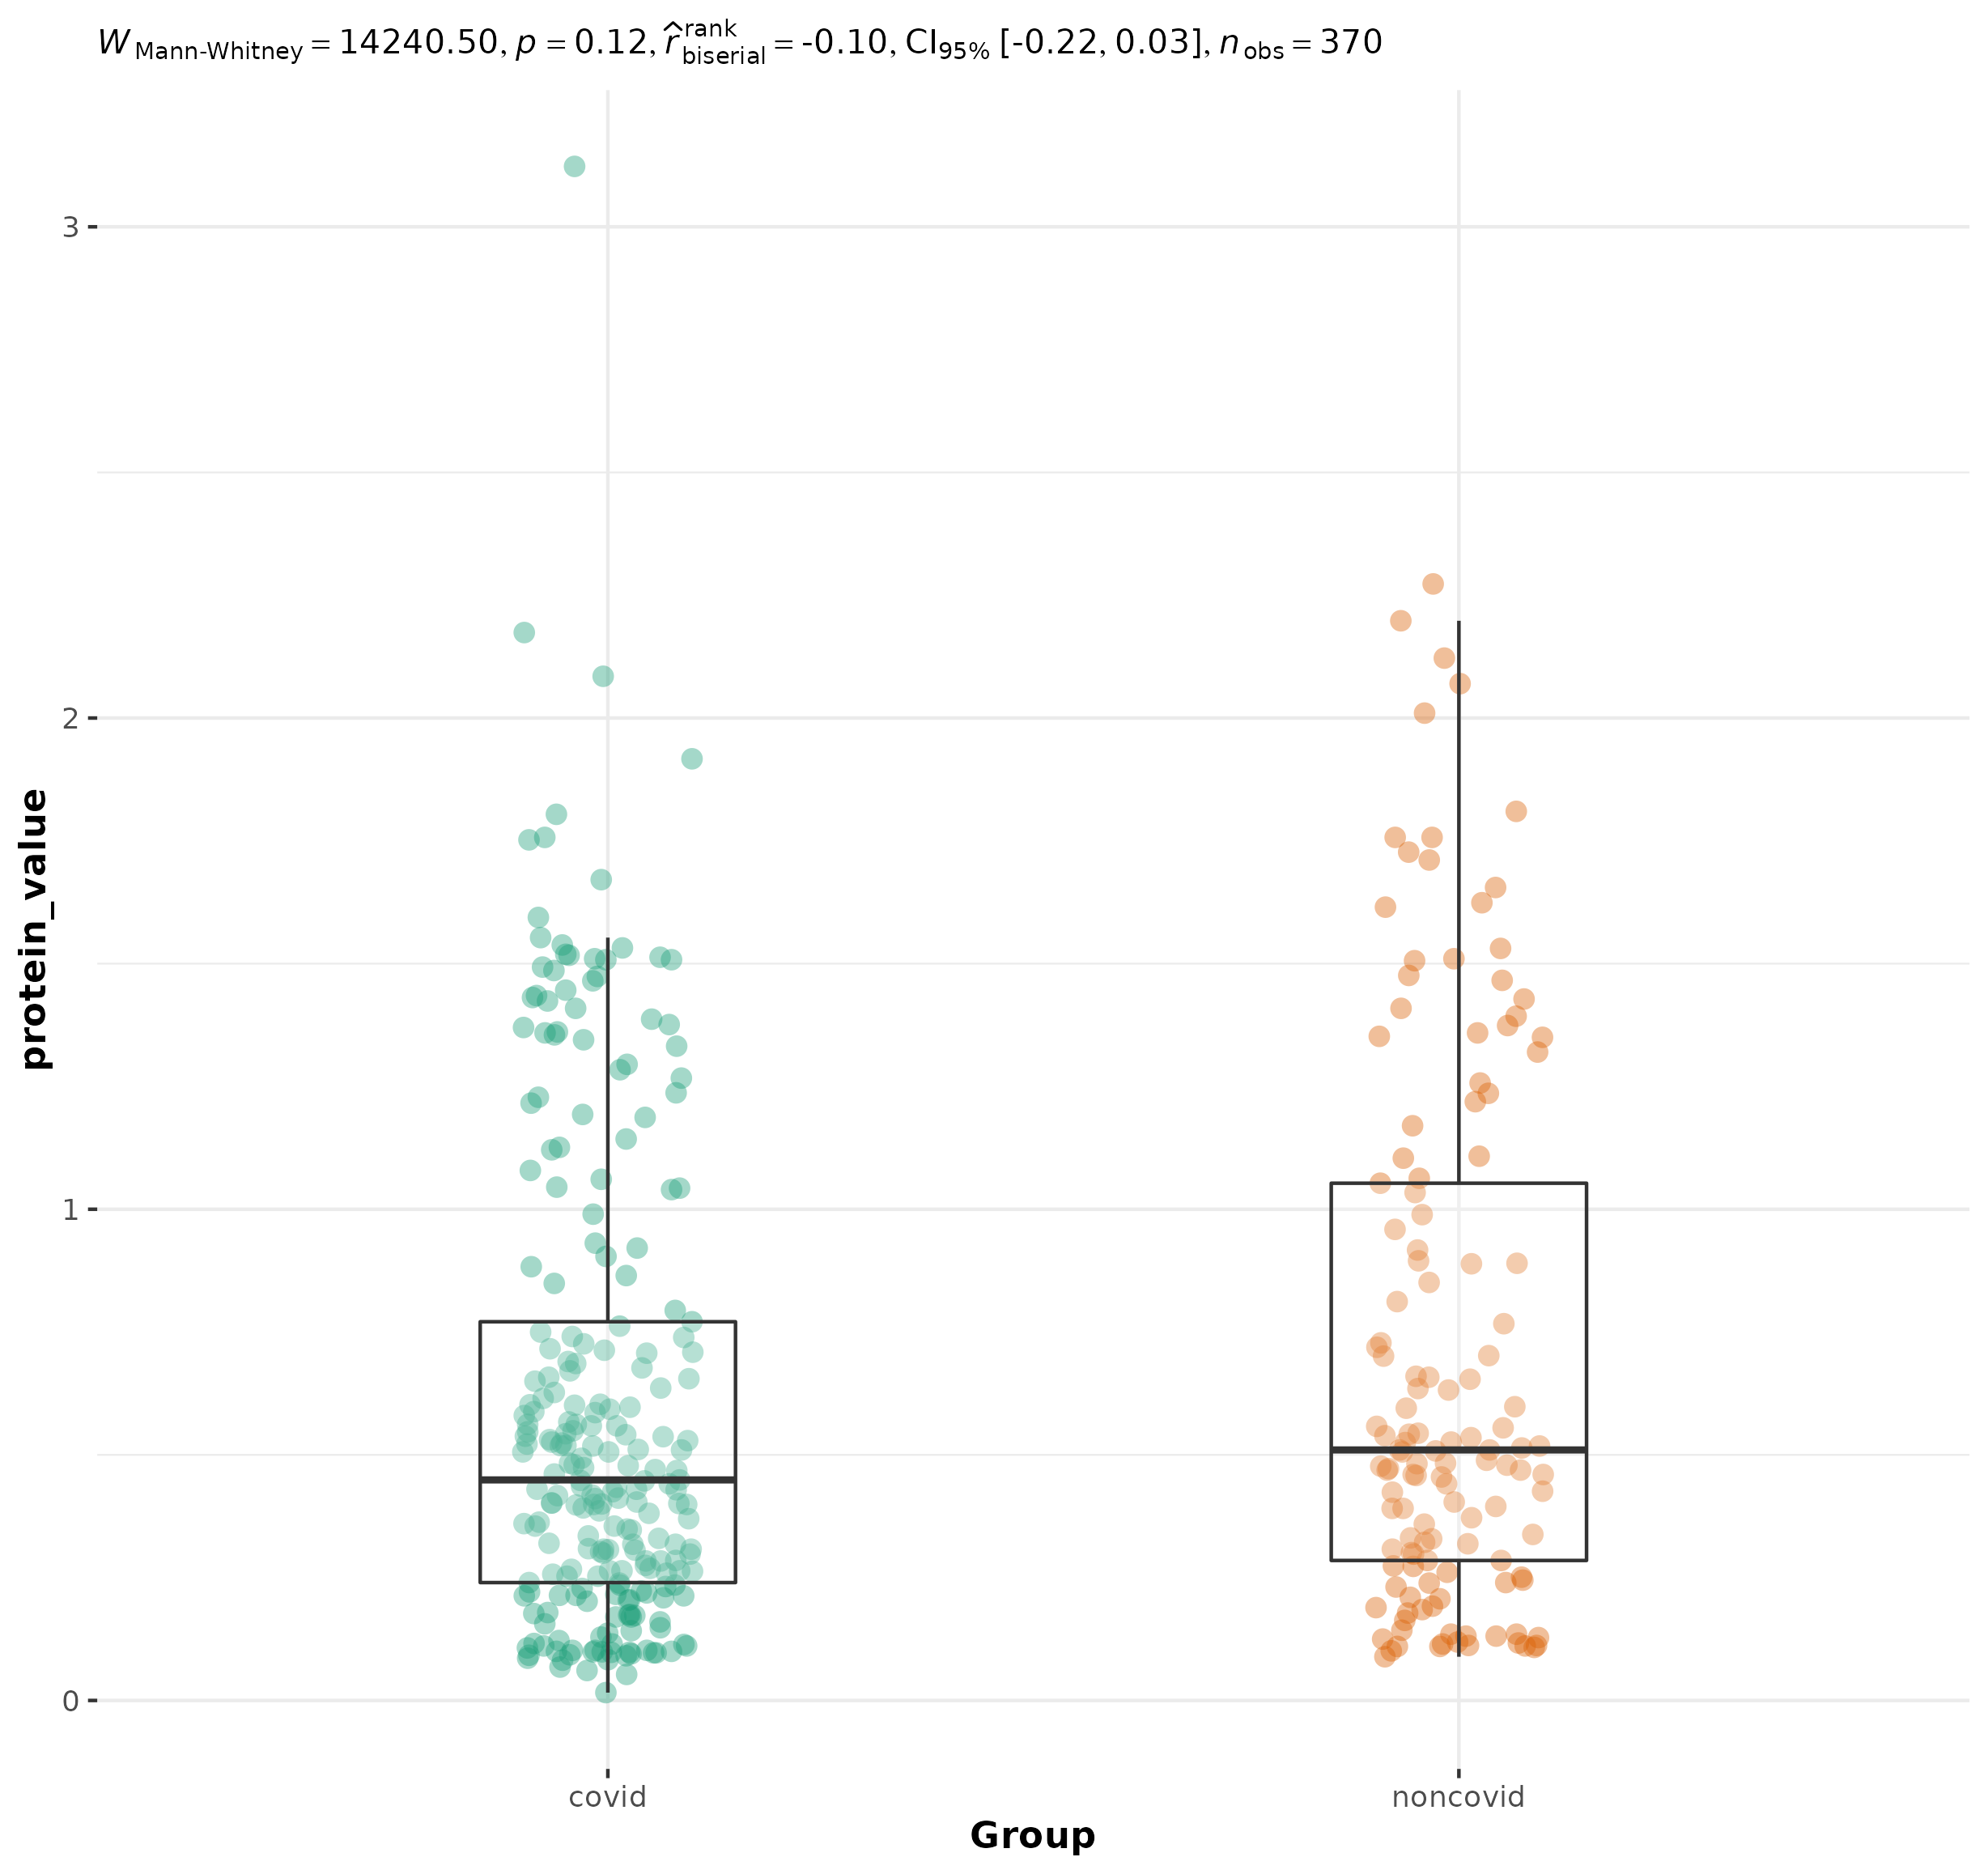 W Mann-Whitney = 14240.50, p = 0.12, r̂ rank biserial = -0.10, CI95% [-0.22, 0.03], n obs = 370
3
2
1
0
protein_value
covid noncovid
Group